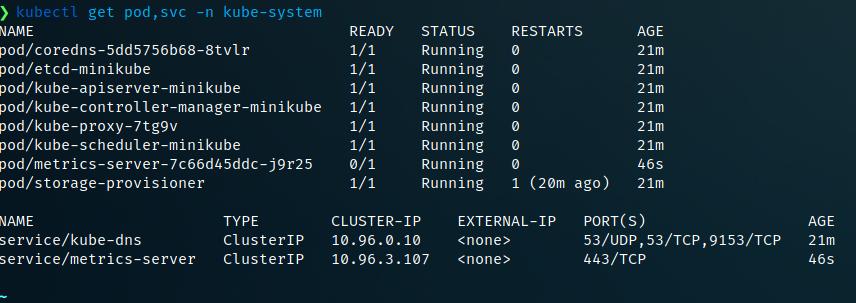 ❯ kubectl get pod,svc -n kube-system
NAME READY STATUS RESTARTS AGE
pod/coredns-5dd5756b68-8tvlr 1/1 Running 0 21m
pod/etcd-minikube 1/1 Running 0 21m
pod/kube-apiserver-minikube 1/1 Running 0 21m
pod/kube-controller-manager-minikube 1/1 Running 0 21m
pod/kube-proxy-7tg9v 1/1 Running 0 21m
pod/kube-scheduler-minikube 1/1 Running 0 21m
pod/metrics-server-7c66d45ddc-j9r25 0/1 Running 0 46s
pod/storage-provisioner 1/1 Running 1 (20m ago) 21m
NAME TYPE CLUSTER-IP EXTERNAL-IP PORT(S) AGE
service/kube-dns ClusterIP 10.96.0.10 <none> 53/UDP,53/TCP,9153/TCP 21m
service/metrics-server ClusterIP 10.96.3.107 <none> 443/TCP 46s
~